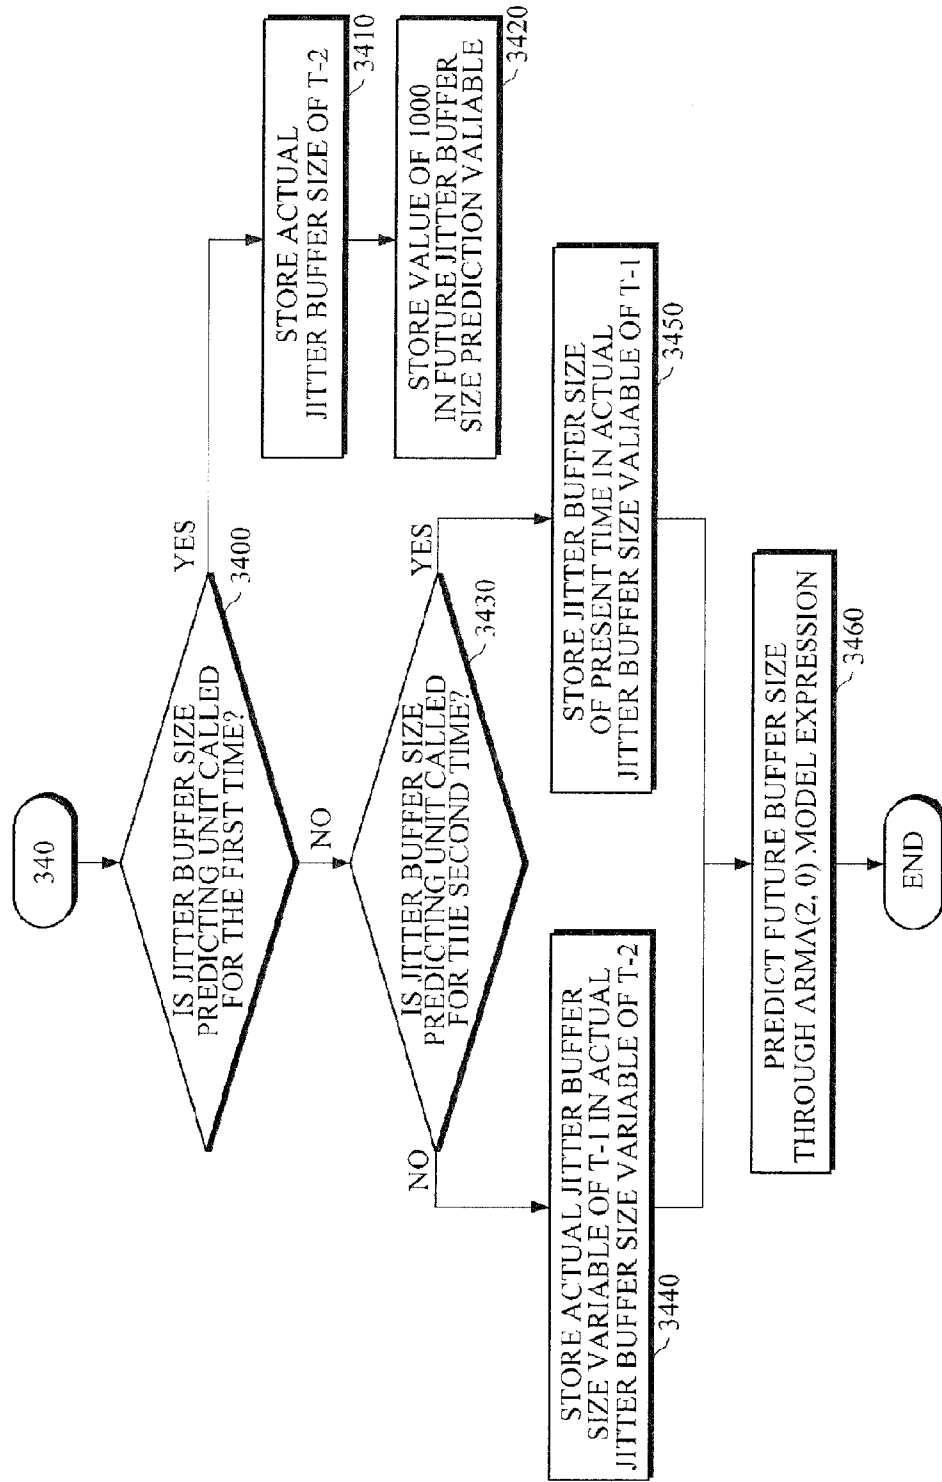 340
IS JITTER BUFFER SIZE
PREDICTING UNIT CALLED
FOR THE FIRST TIME?
3400
YES
NO
STORE ACTUAL
JITTER BUFFER SIZE OF T-2
3410
STORE VALUE OF 1000
IN FUTURE JITTER BUFFER
SIZE PREDICTION VALIABLE
3420
IS JITTER BUFFER SIZE
PREDICTING UNIT CALLED
FOR THE SECOND TIME?
3430
NO
YES
STORE ACTUAL JITTER BUFFER
SIZE VARIABLE OF T-1 IN ACTUAL
JITTER BUFFER SIZE VARIABLE OF T-2
3440
STORE JITTER BUFFER SIZE
OF PRESENT TIME IN ACTUAL
JITTER BUFFER SIZE VALIABLE OF T-1
3450
PREDICT FUTURE BUFFER SIZE
THROUGH ARMA(2, 0) MODEL EXPRESSION
3460
END